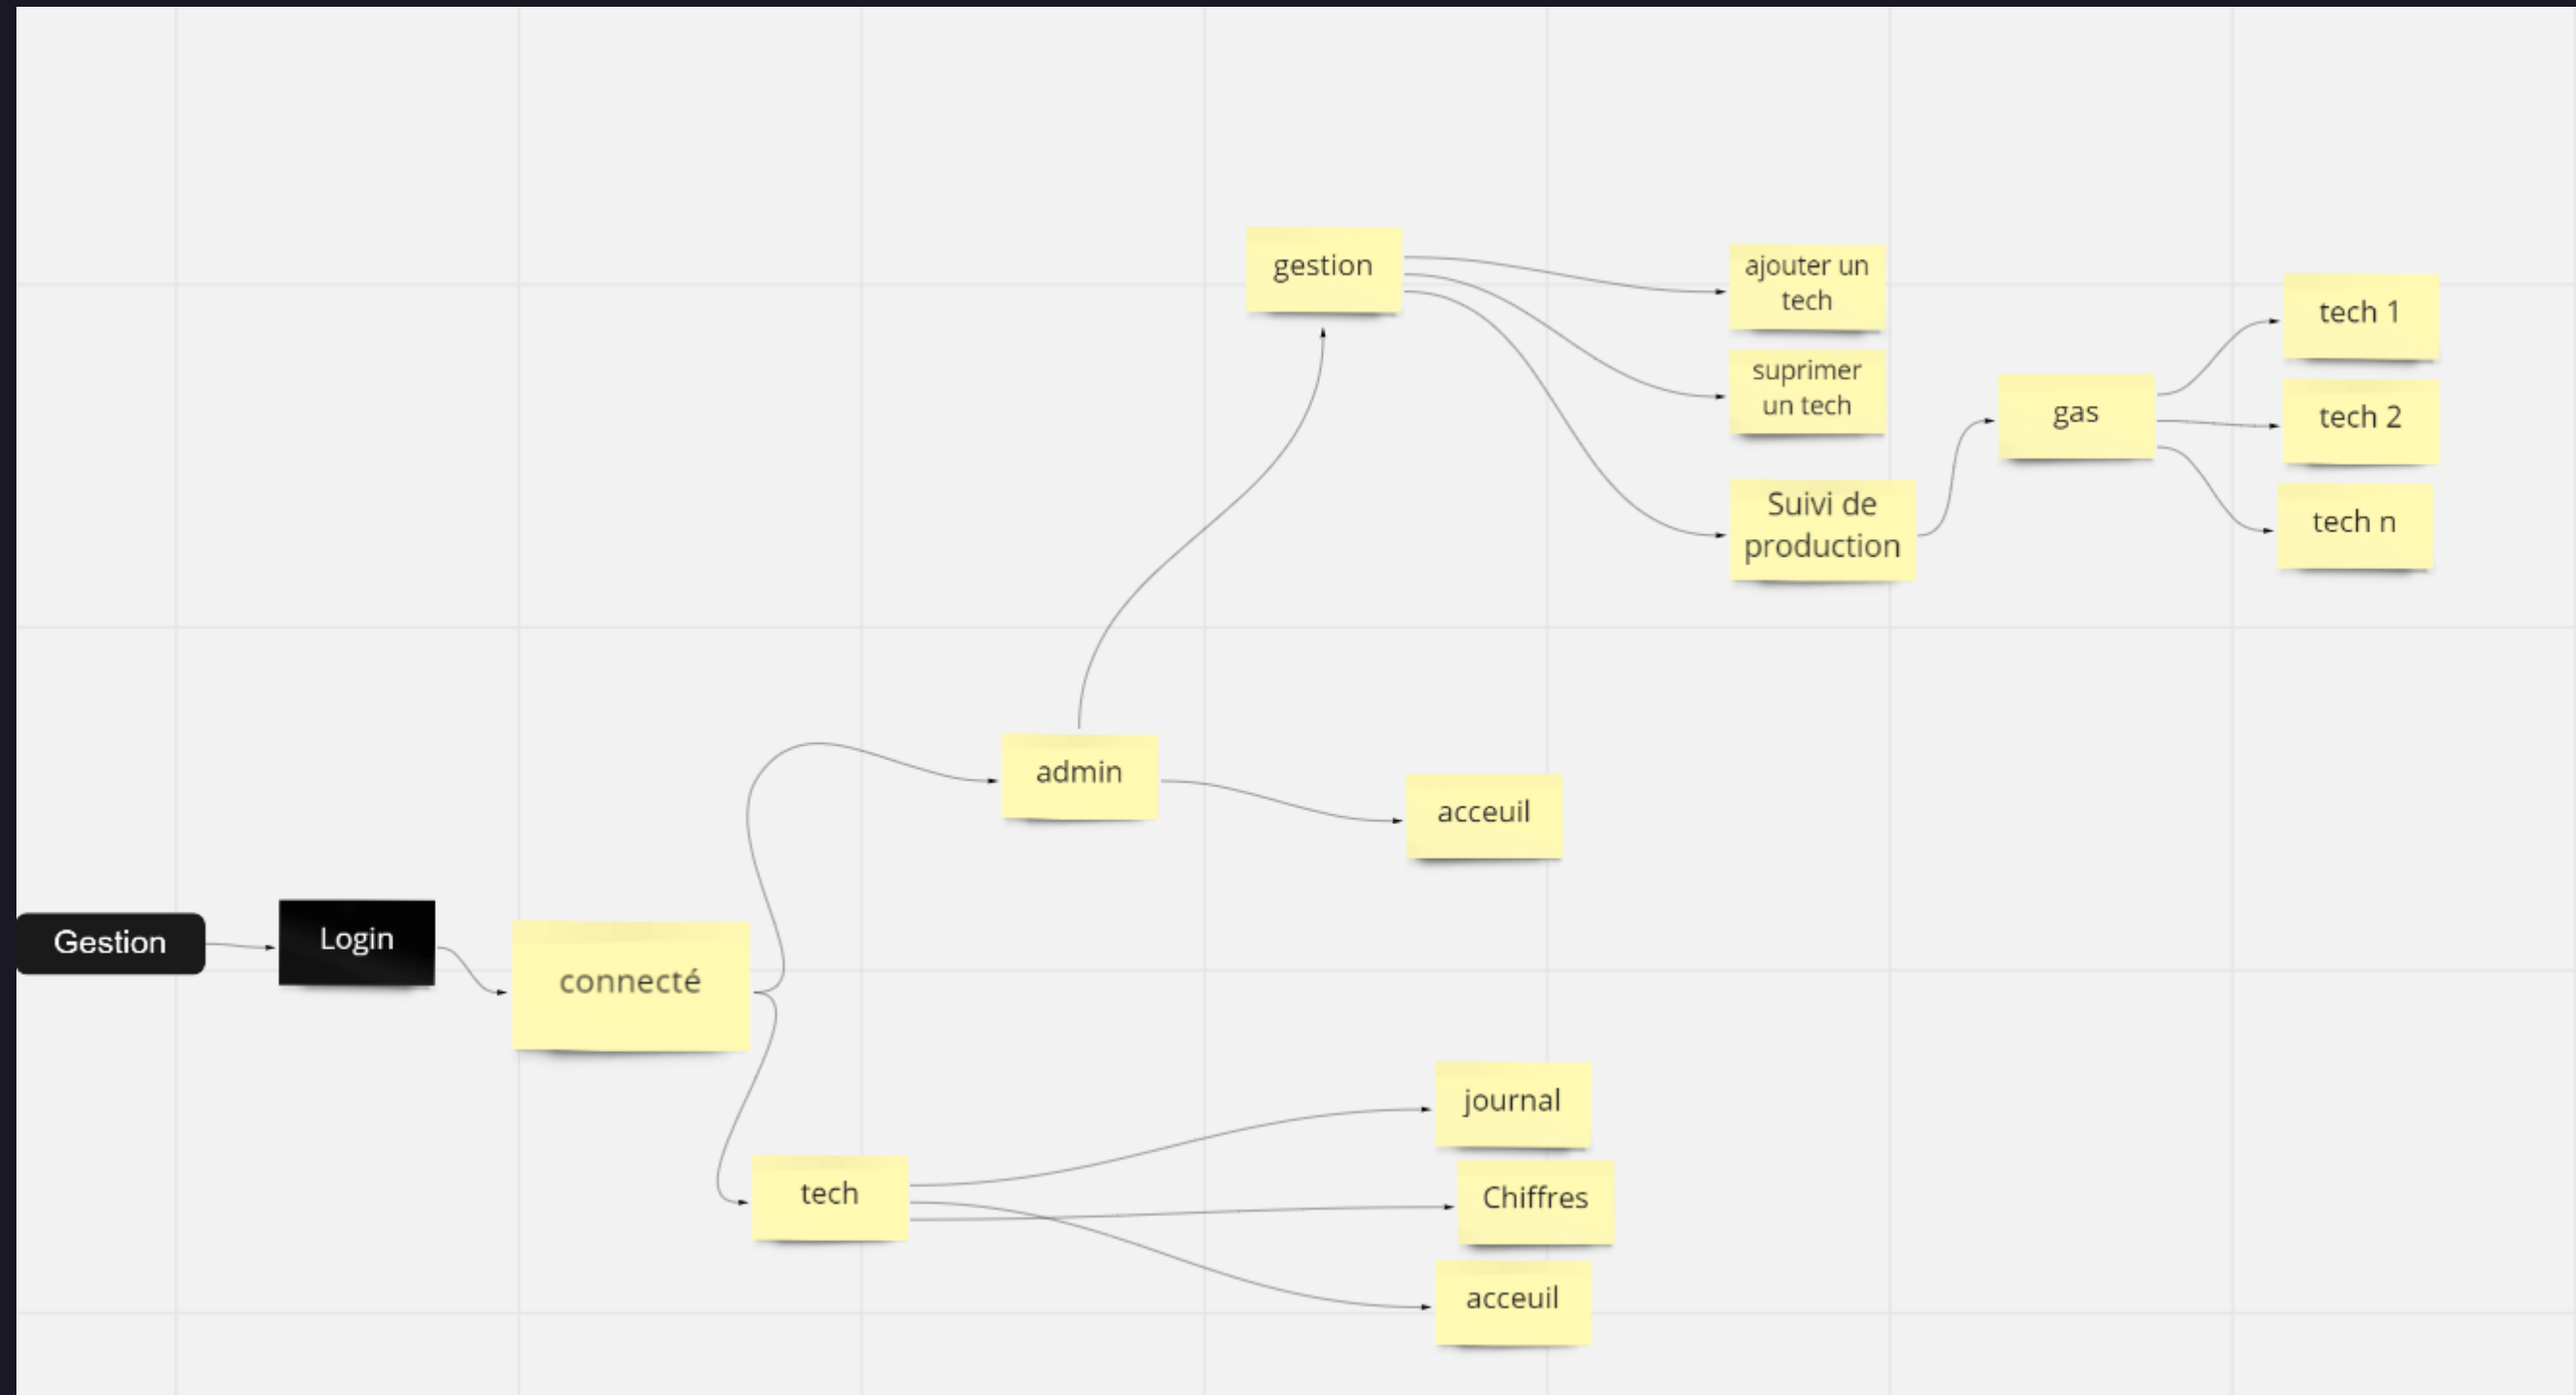 gestion
ajouter un
tech
suprimer
un tech
Suivi de
production
gas
tech 1
tech 2
tech n
admin
acceuil
Gestion
Login
connecté
tech
journal
Chiffres
acceuil